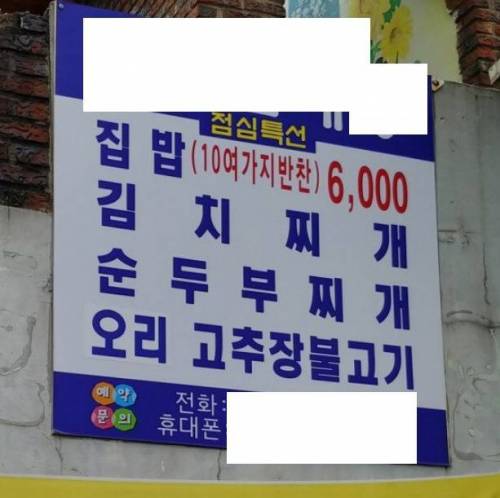 점심특선
집밥(10여가지반찬) 6,000
김치찌개
순두부찌개
오리 고추장불고기
예약
문의
전화:
휴대폰